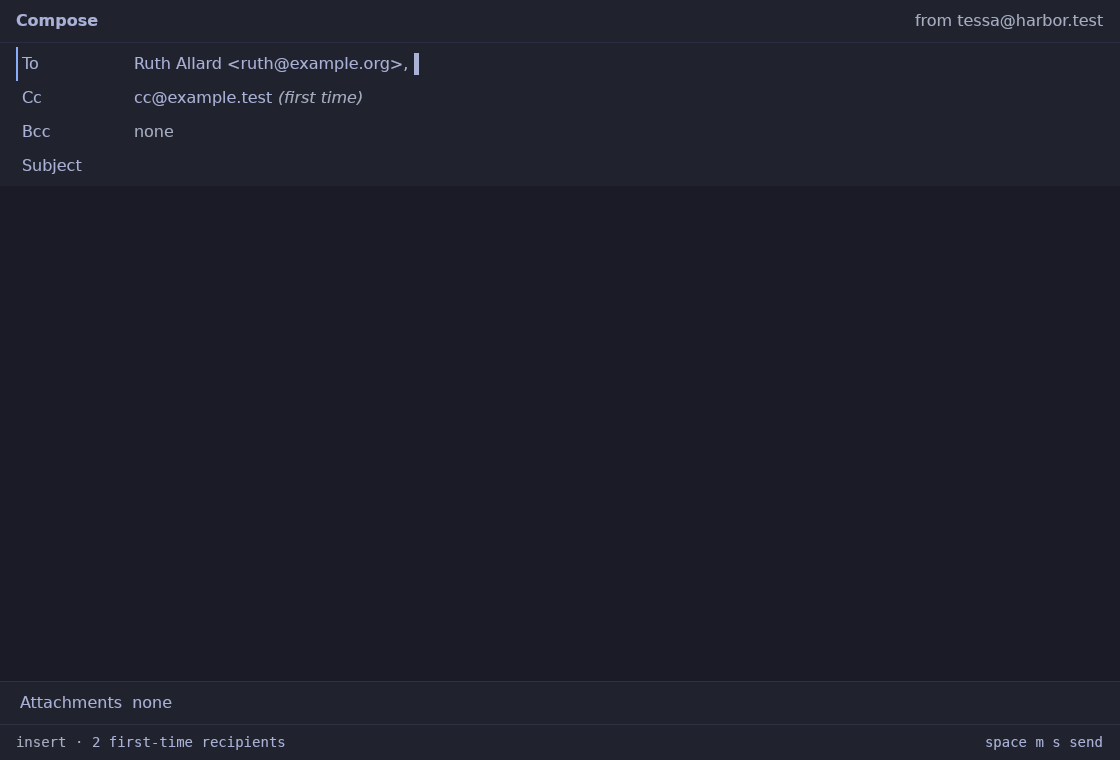 Compose from tessa@harbor.test
To Ruth Allard <ruth@example.org>,
Cc cc@example.test (first time)
Bcc none
Subject
Attachments none
insert · 2 first-time recipients space m s send